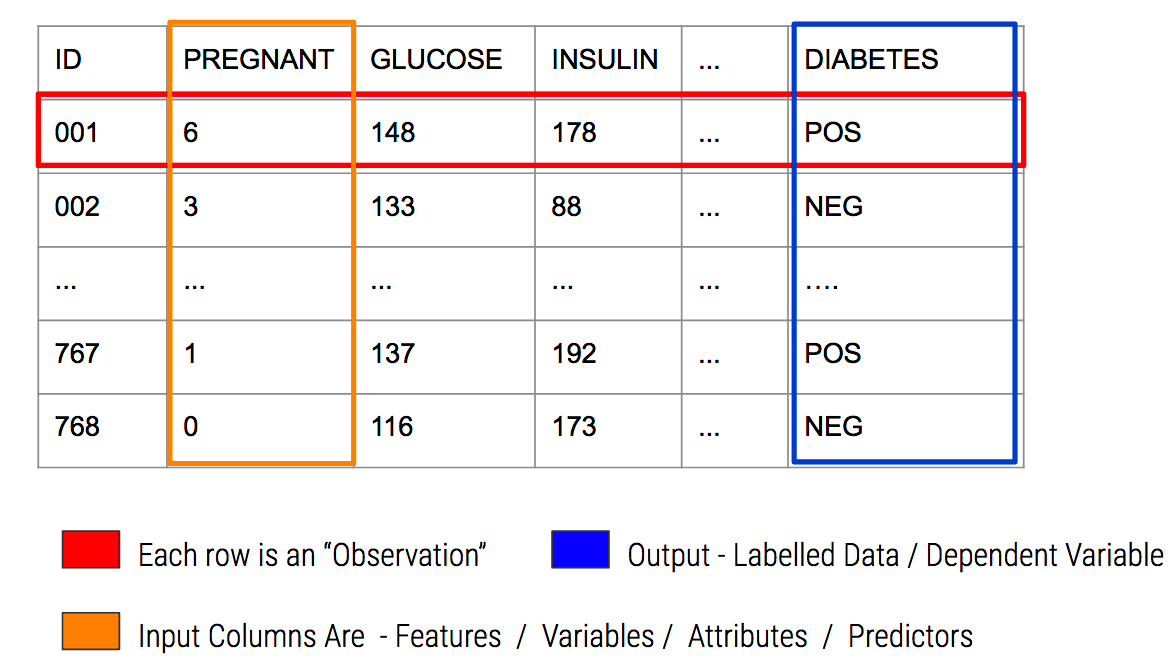 ID PREGNANT GLUCOSE INSULIN ... DIABETES
001 6 148 178 ... POS
002 3 133 88 ... NEG
... ... ... ... ... ....
767 1 137 192 ... POS
768 0 116 173 ... NEG
Each row is an “Observation” Output - Labelled Data / Dependent Variable
Input Columns Are - Features / Variables / Attributes / Predictors